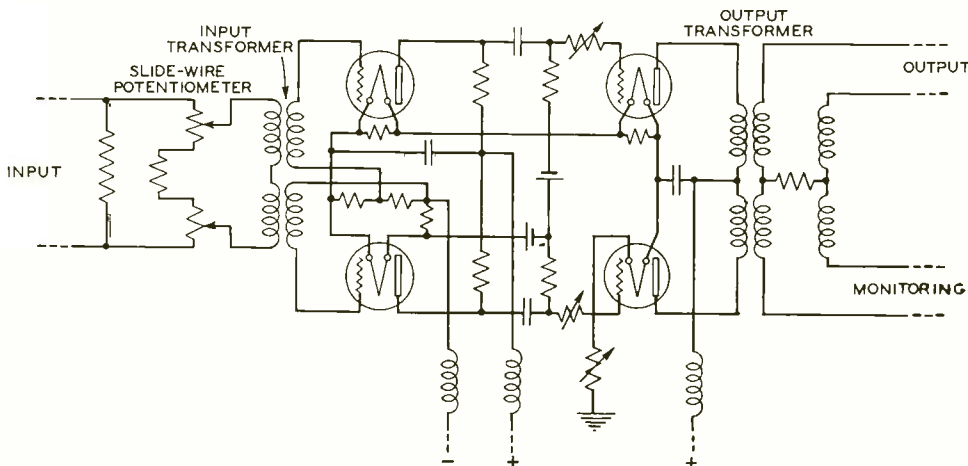 INPUT
TRANSFORMER
SLIDE-WIRE
POTENTIOMETER
INPUT
OUTPUT
TRANSFORMER
OUTPUT
MONITORING
-
+
+